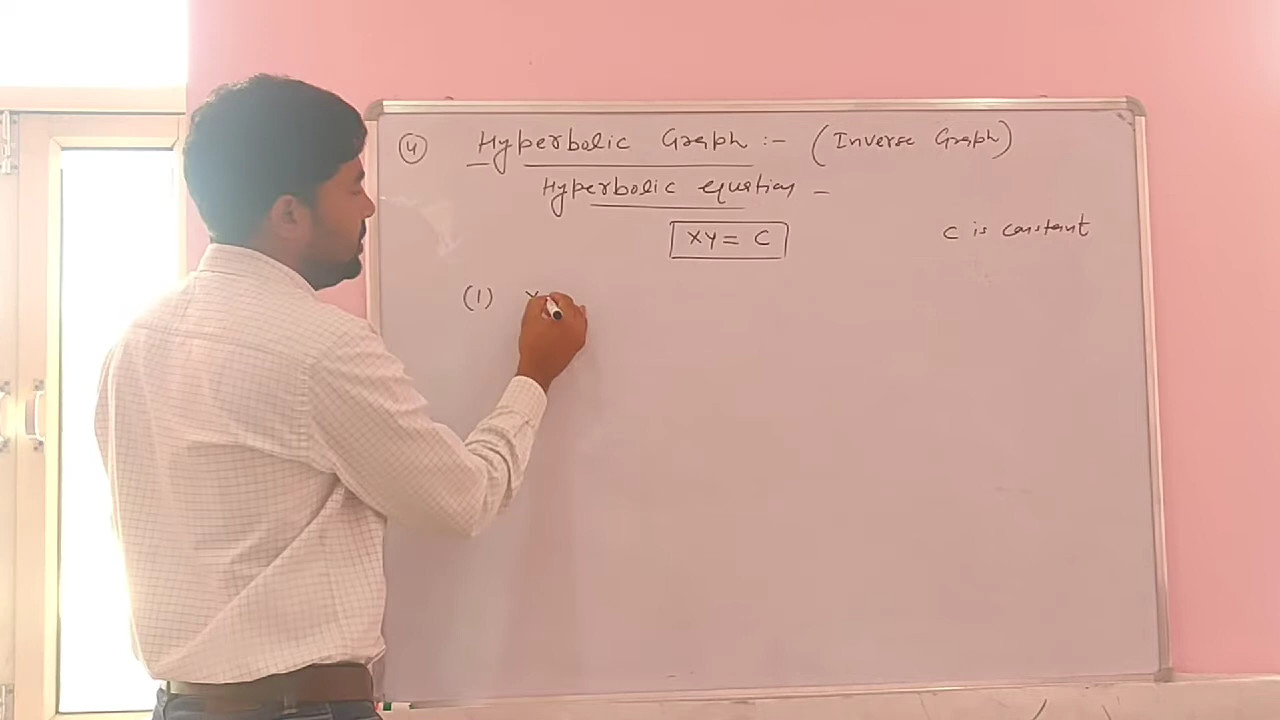 (4) Hyperbolic Graph :- (Inverse Graph)
Hyperbolic equation -
XY = C
C is constant
(1) X